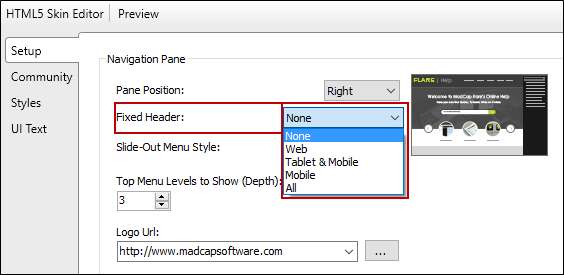 HTML5 Skin Editor Preview
Setup
Community
Styles
UI Text
Navigation Pane
Pane Position: Right
Fixed Header: None
None
Web
Tablet & Mobile
Mobile
All
Slide-Out Menu Style:
Top Menu Levels to Show (Depth):
3
Logo Url:
http://www.madcapsoftware.com
...
FLARE | Help
Welcome to MadCap Flare's Online Help